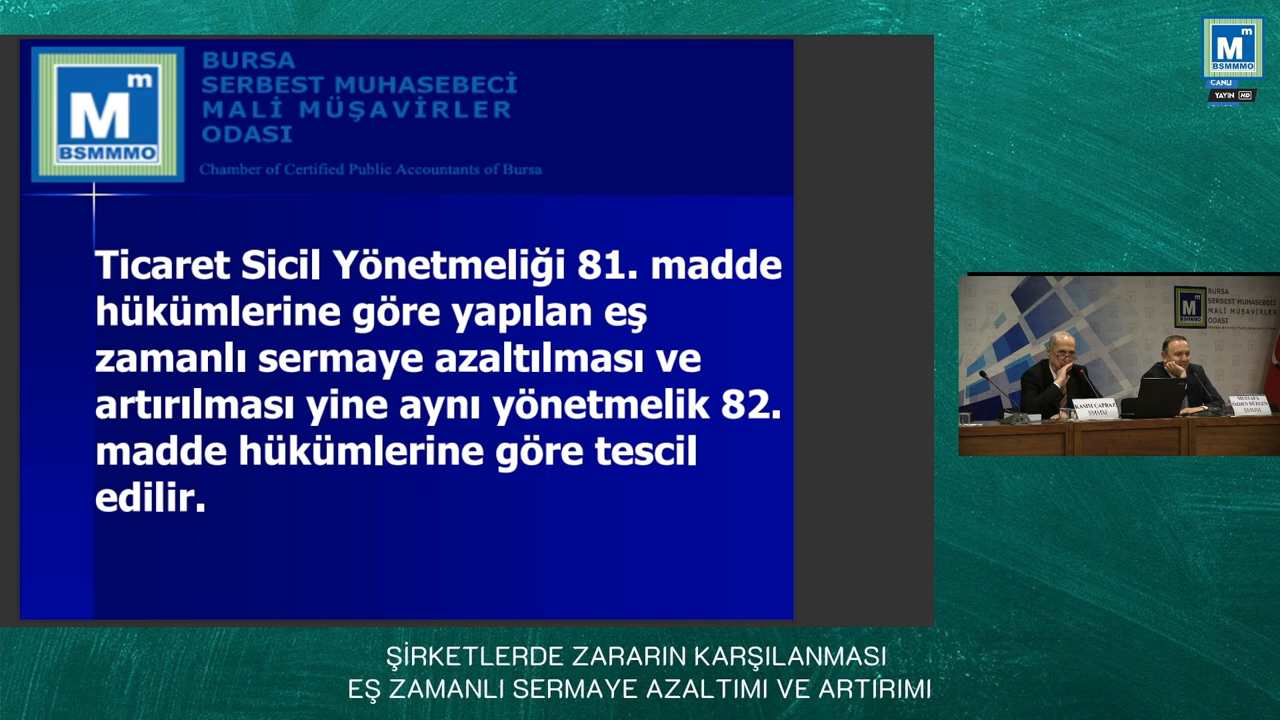 BURSA
SERBEST MUHASEBECİ
MALİ MÜŞAVİRLER
ODASI
Chamber of Certified Public Accountants of Bursa
M m
BSMMMO
Ticaret Sicil Yönetmeliği 81. madde
hükümlerine göre yapılan eş
zamanlı sermaye azaltılması ve
artırılması yine aynı yönetmelik 82.
madde hükümlerine göre tescil
edilir.
M m
BSMMMO
CANLI
YAYIN HD
BURSA
SERBEST MUHASEBECİ
MALİ MÜŞAVİRLER
ODASI
SMMM
SMMM
ŞİRKETLERDE ZARARIN KARŞILANMASI
EŞ ZAMANLI SERMAYE AZALTIMI VE ARTIRIMI